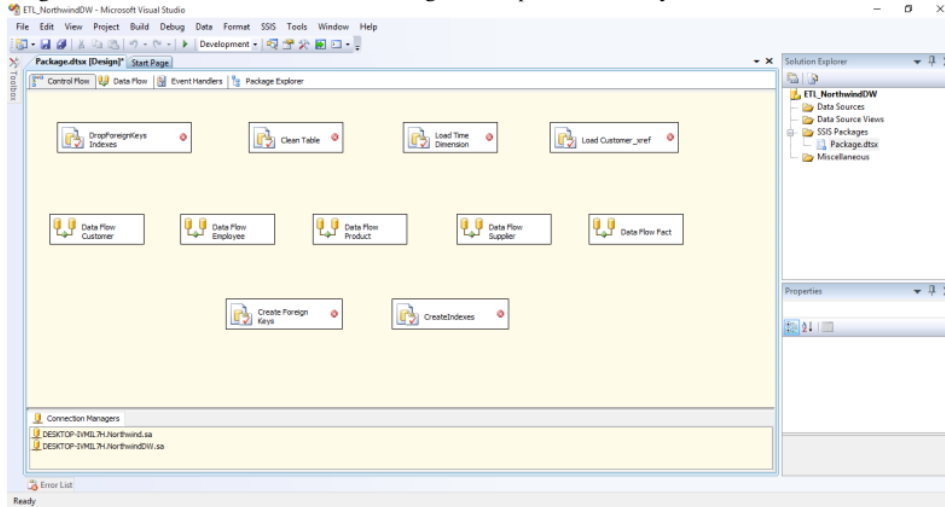 ETL_NorthwindDW - Microsoft Visual Studio
File Edit View Project Build Debug Data Format SSIS Tools Window Help
Development
Package.dtsx [Design]* Start Page
Toolbox
Control Flow Data Flow Event Handlers Package Explorer
DropForeignKeys
Indexes
Clean Table
Load Time
Dimension
Load Customer_xref
Data Flow
Customer
Data Flow
Employee
Data Flow
Product
Data Flow
Supplier
Data Flow Fact
Create Foreign
Keys
CreateIndexes
Connection Managers
DESKTOP-IVMIL7H.Northwind.sa
DESKTOP-IVMIL7H.NorthwindDW.sa
Error List
Ready
Solution Explorer
ETL_NorthwindDW
Data Sources
Data Source Views
SSIS Packages
Package.dtsx
Miscellaneous
Properties